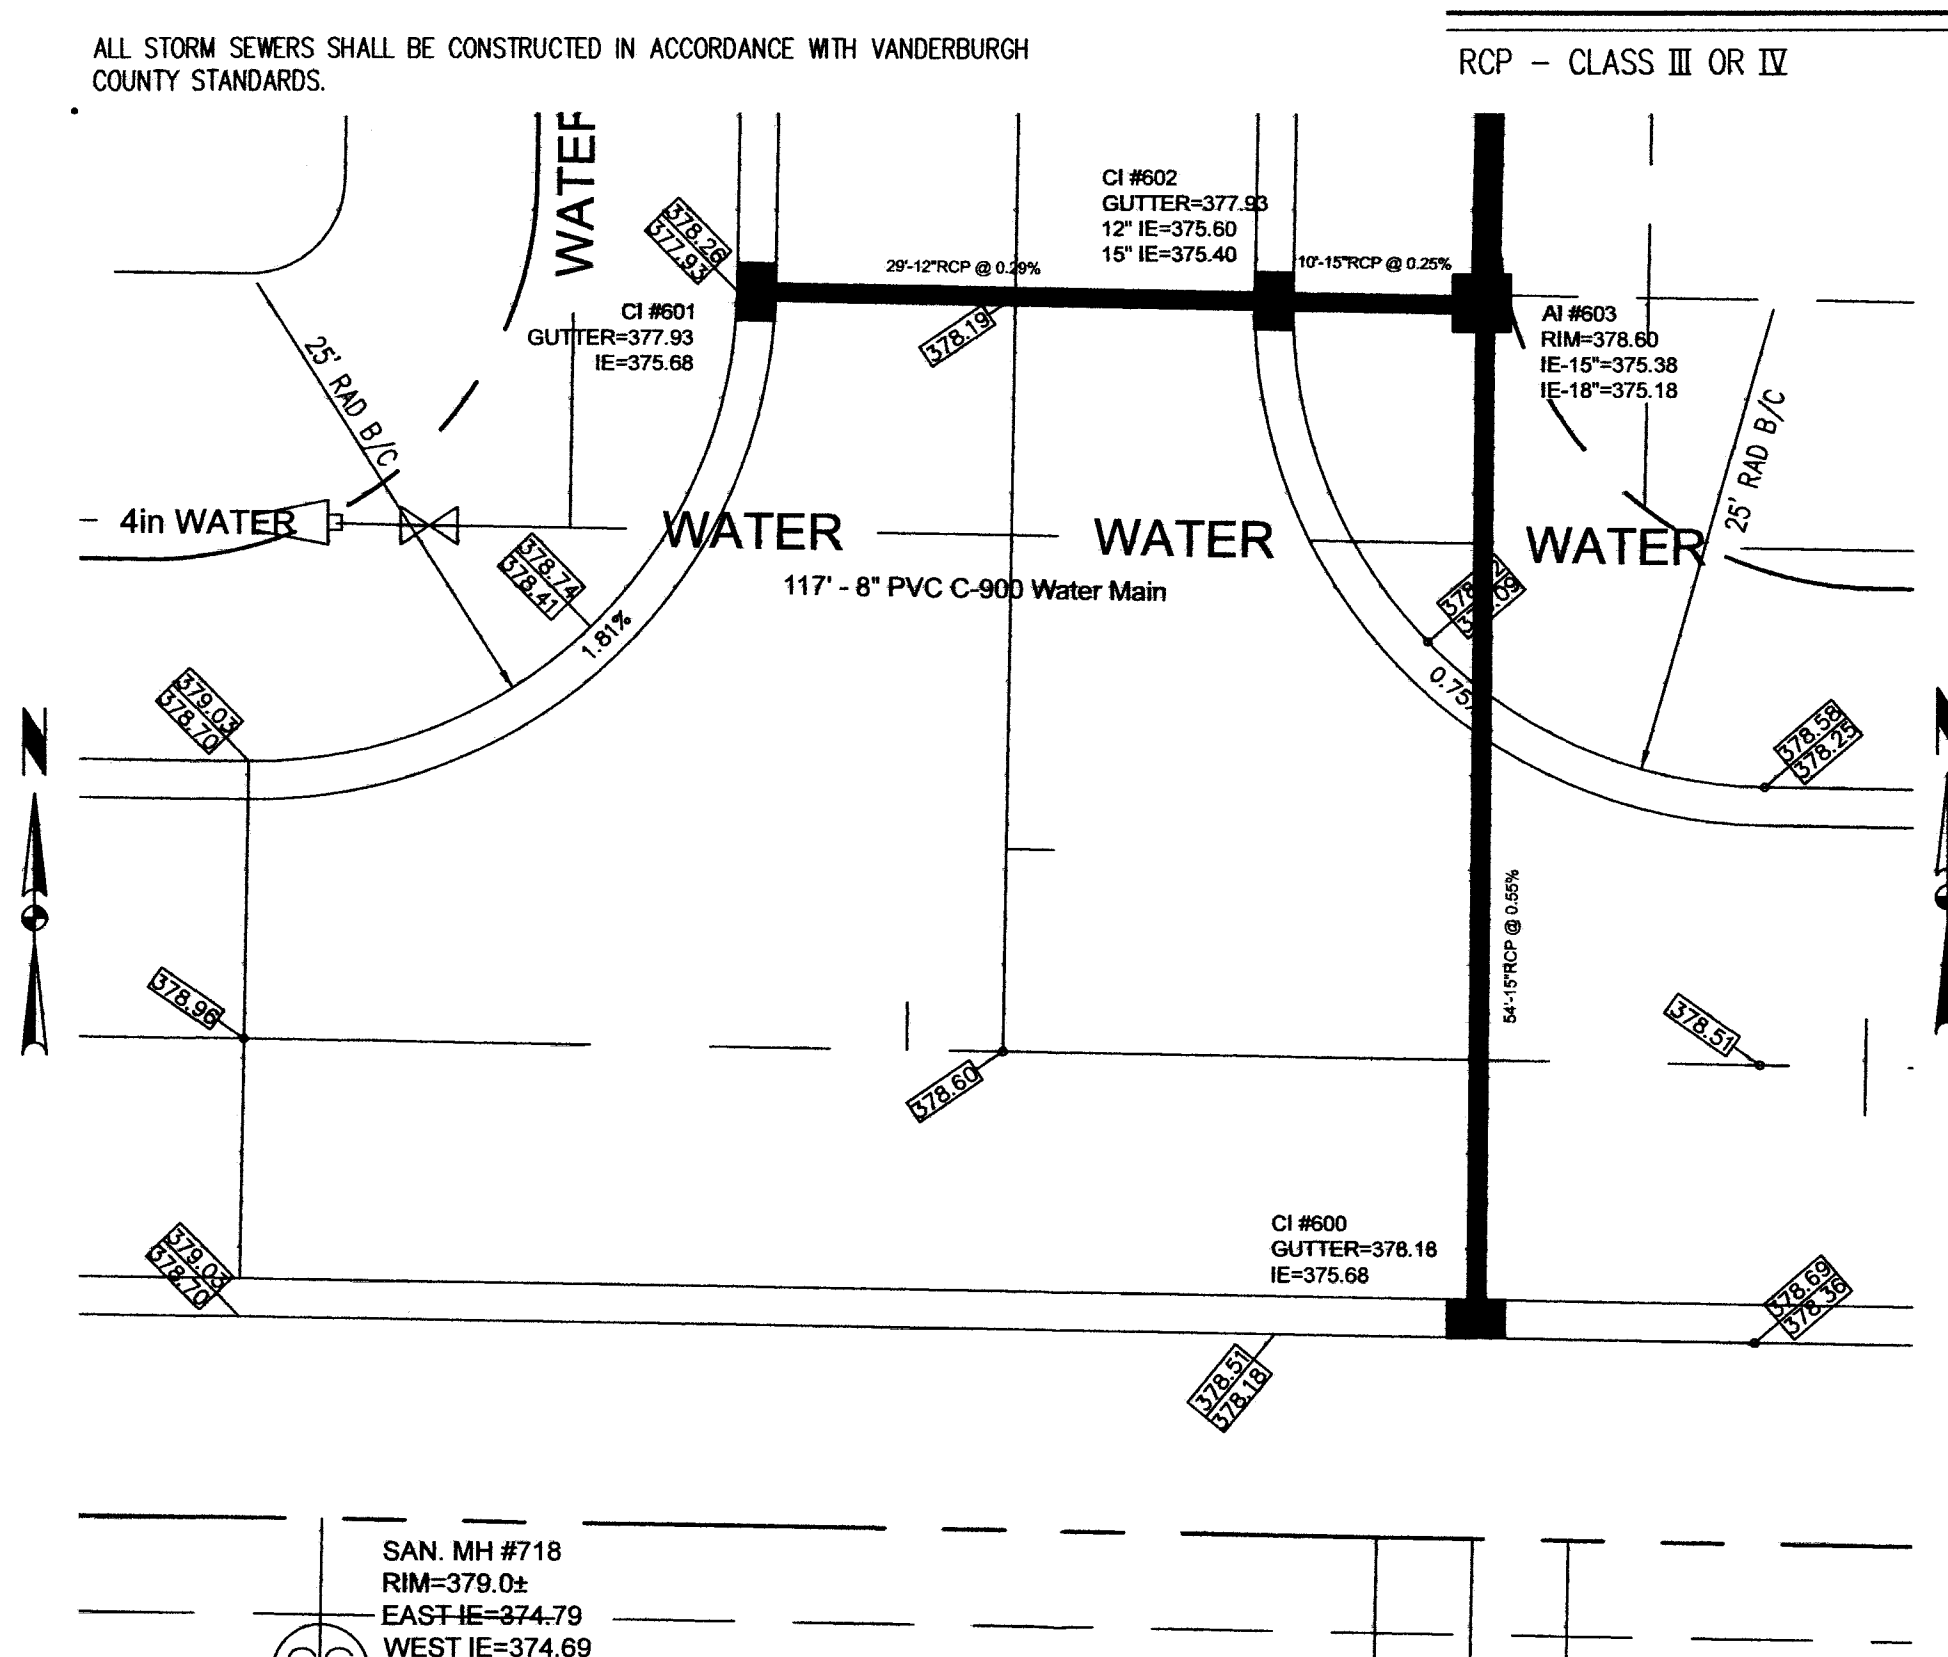 ALL STORM SEWERS SHALL BE CONSTRUCTED IN ACCORDANCE WITH VANDERBURGH
COUNTY STANDARDS.
RCP - CLASS III OR IV
WATER
CI #602
GUTTER=377.93
12" IE=375.60
15" IE=375.40
378.26
377.93
29'-12"RCP @ 0.29%
10'-15"RCP @ 0.25%
CI #601
GUTTER=377.93
IE=375.68
378.19
AI #603
RIM=378.60
IE-15"=375.38
IE-18"=375.18
25' RAD B/C
25' RAD B/C
4in WATER
WATER
WATER
WATER
117' - 8" PVC C-900 Water Main
378.74
378.41
1.81%
379.03
378.70
N
N
378.58
378.25
54'-15"RCP @ 0.55%
378.96
378.60
378.51
CI #600
GUTTER=378.18
IE=375.68
379.03
378.70
378.69
378.36
378.51
378.18
SAN. MH #718
RIM=379.0±
EAST IE=374.79
WEST IE=374.69